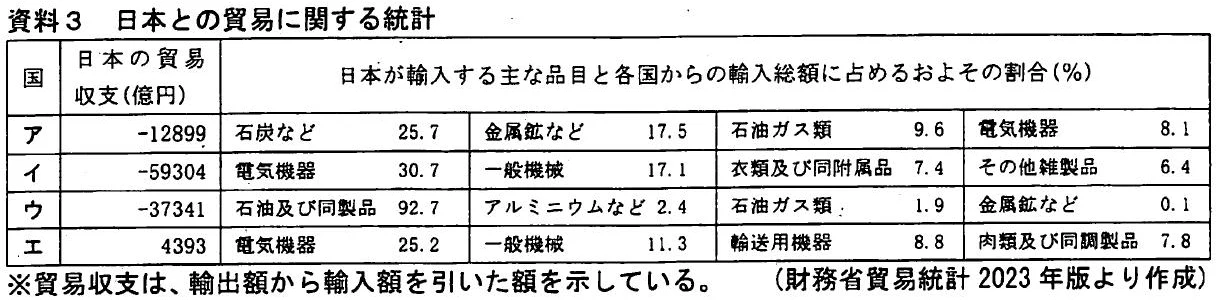 資料３　日本との貿易に関する統計
国　日本の貿易収支(億円)　日本が輸入する主な品目と各国からの輸入総額に占めるおよその割合(%)
ア　-12899　石炭など　25.7　金属鉱など　17.5　石油ガス類　9.6　電気機器　8.1
イ　-59304　電気機器　30.7　一般機械　17.1　衣類及び同附属品　7.4　その他雑製品　6.4
ウ　-37341　石油及び同製品　92.7　アルミニウムなど　2.4　石油ガス類　1.9　金属鉱など　0.1
エ　4393　電気機器　25.2　一般機械　11.3　輸送用機器　8.8　肉類及び同調製品　7.8
※貿易収支は、輸出額から輸入額を引いた額を示している。　(財務省貿易統計 2023 年版より作成)